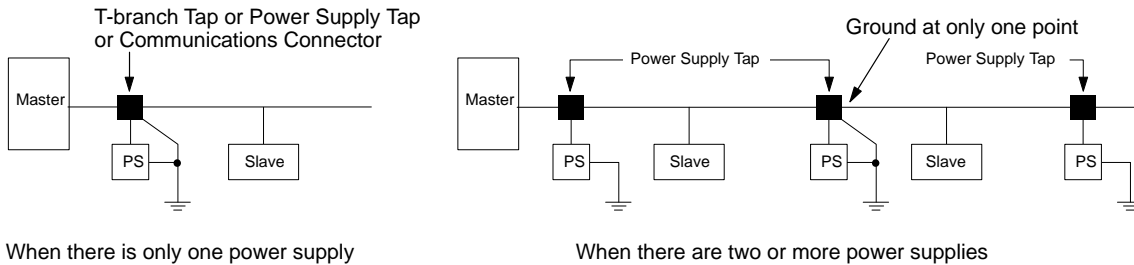 T-branch Tap or Power Supply Tap
or Communications Connector
Master
PS
Slave
When there is only one power supply
Ground at only one point
Power Supply Tap
Power Supply Tap
Master
PS
Slave
PS
Slave
PS
When there are two or more power supplies